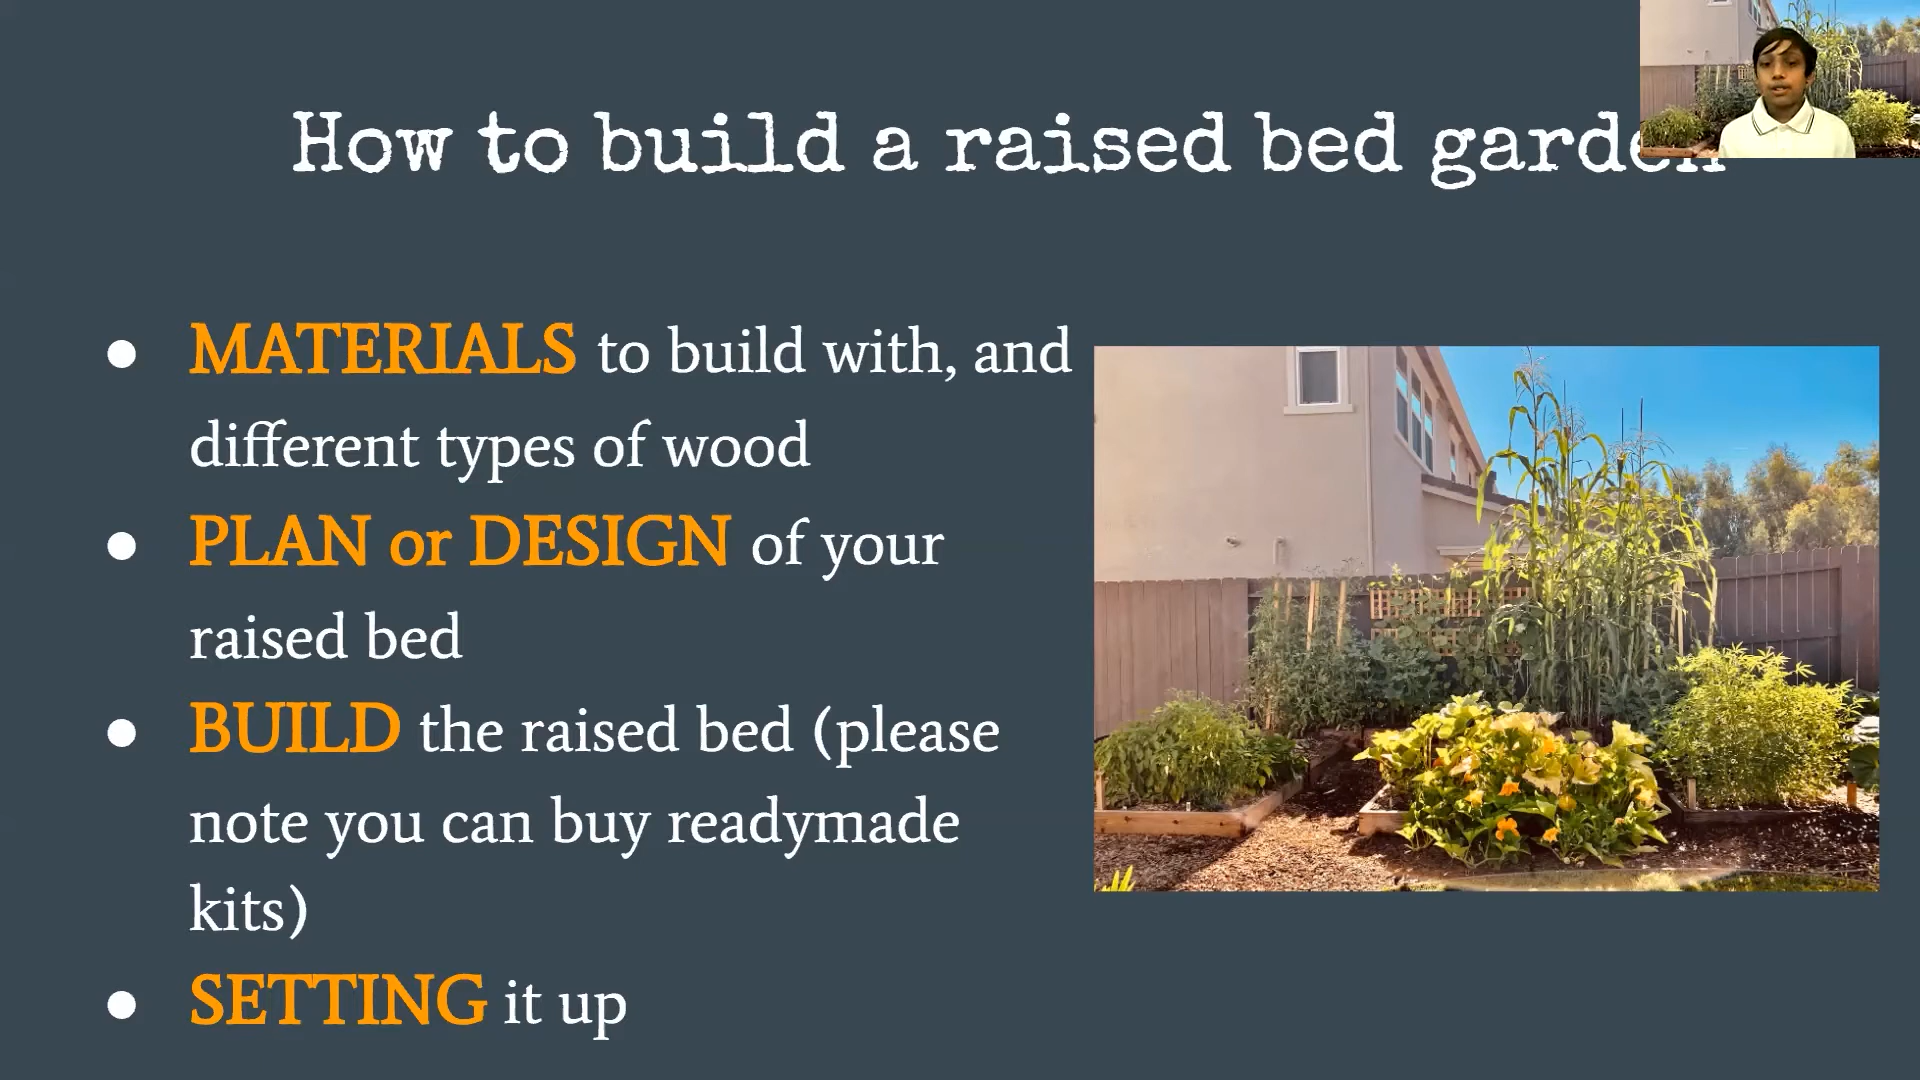 How to build a raised bed garden
● MATERIALS to build with, and
different types of wood
● PLAN or DESIGN of your
raised bed
● BUILD the raised bed (please
note you can buy readymade
kits)
● SETTING it up